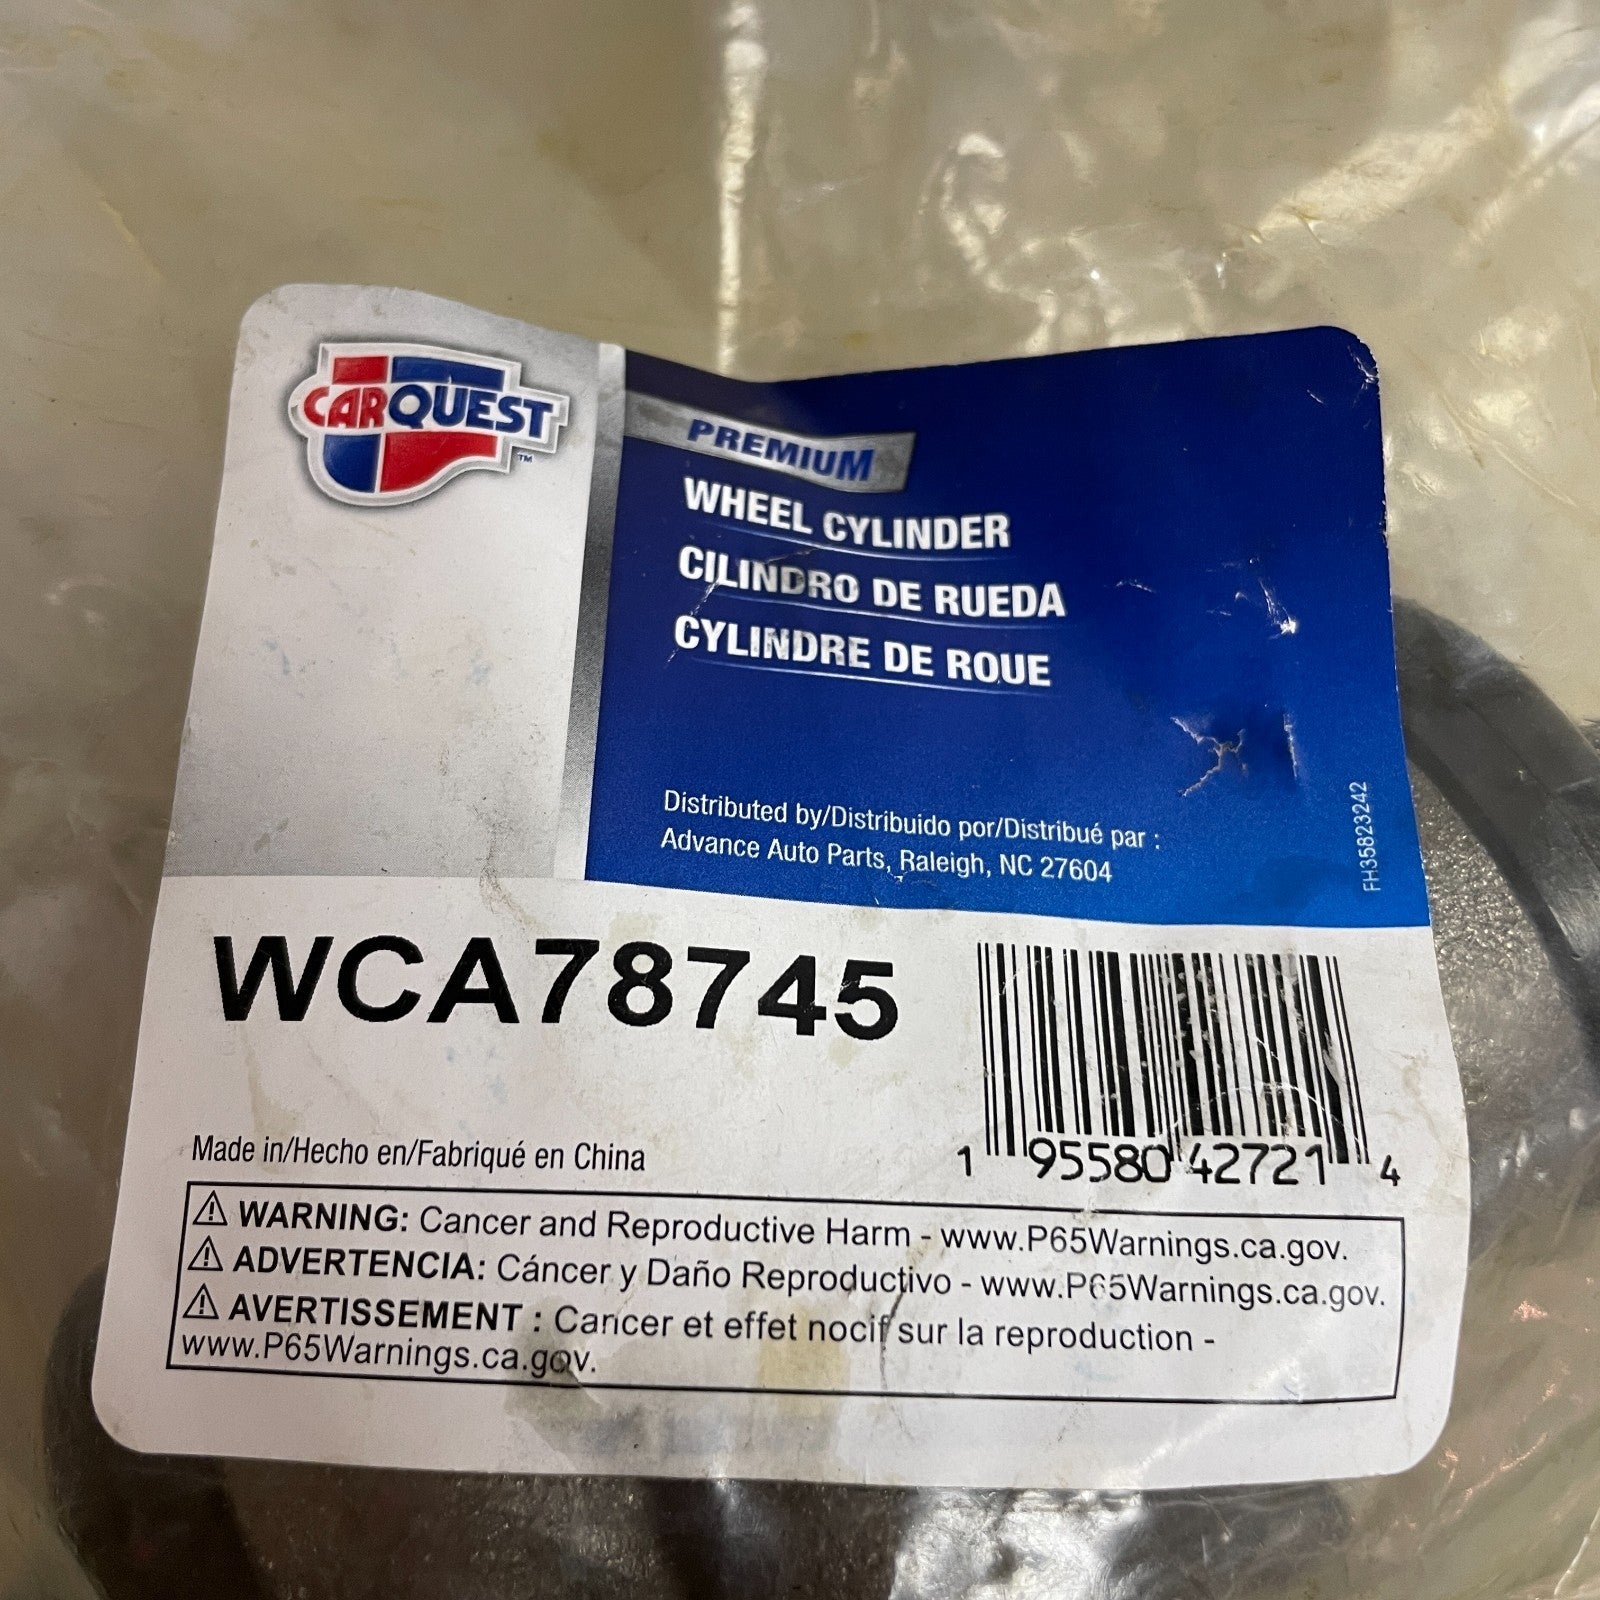 CARQUEST™
PREMIUM
WHEEL CYLINDER
CILINDRO DE RUEDA
CYLINDRE DE ROUE
Distributed by/Distribuido por/Distribué par :
Advance Auto Parts, Raleigh, NC 27604
FH35823242
WCA78745
1 95580 42721 4
Made in/Hecho en/Fabriqué en China
⚠ WARNING: Cancer and Reproductive Harm - www.P65Warnings.ca.gov.
⚠ ADVERTENCIA: Cáncer y Daño Reproductivo - www.P65Warnings.ca.gov.
⚠ AVERTISSEMENT : Cancer et effet nocif sur la reproduction -
www.P65Warnings.ca.gov.